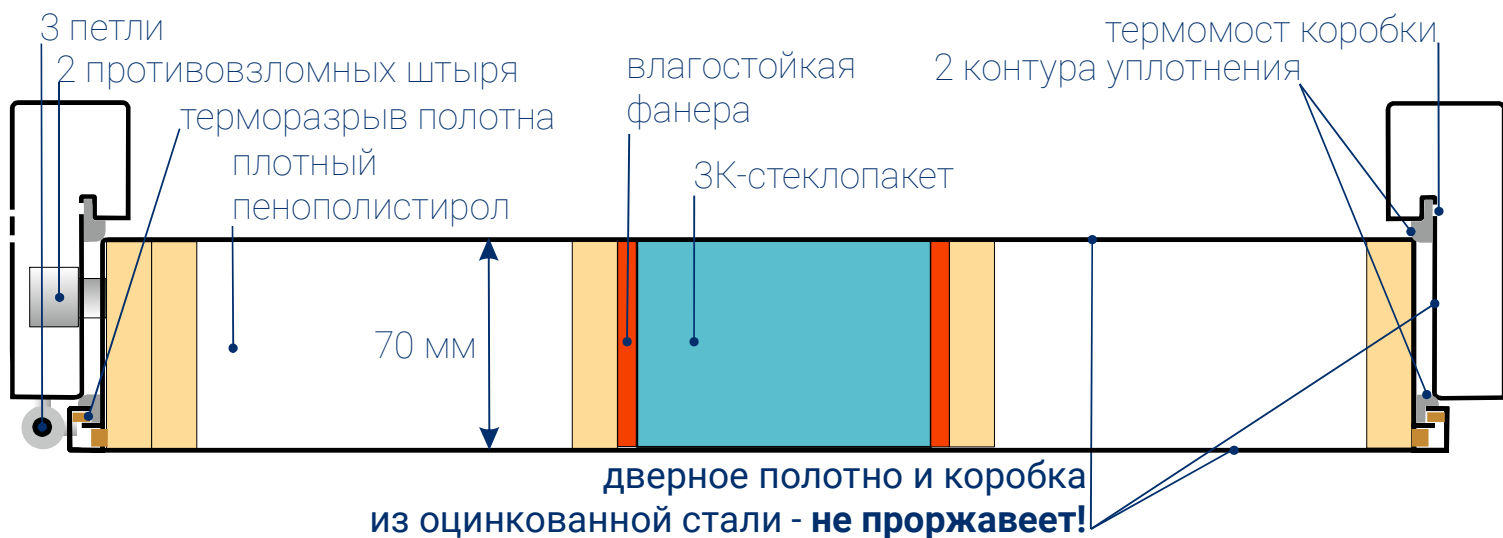 3 петли
2 противовзломных штыря
терморазрыв полотна
плотный
пенополистирол
влагостойкая
фанера
3К-стеклопакет
термомост коробки
2 контура уплотнения
70 мм
дверное полотно и коробка
из оцинкованной стали - не проржавеет!